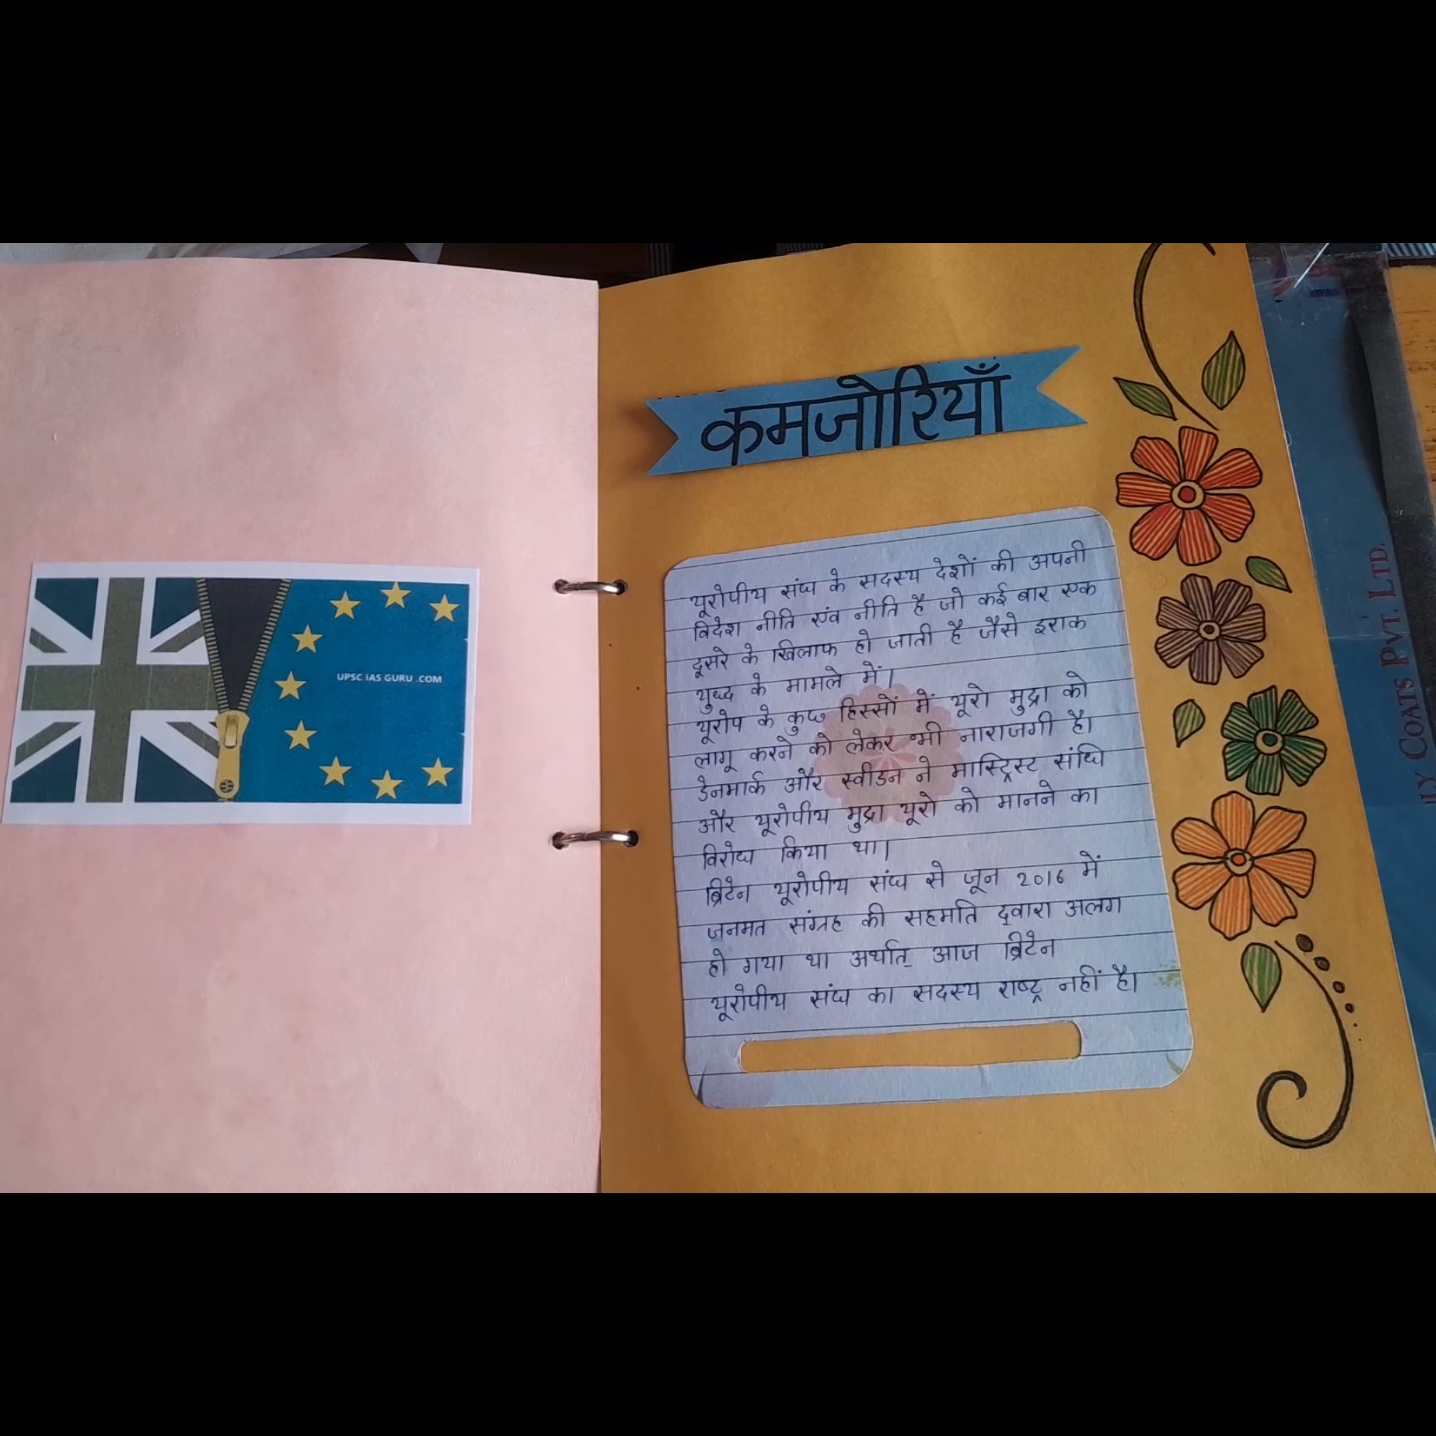 UPSC IAS GURU .COM
कमजोरियाँ
यूरोपीय संघ के सदस्य देशों की अपनी
विदेश नीति एंव नीति है जो कई बार एक
दूसरे के खिलाफ हो जाती है जैसे इराक
युध्द के मामले में।
यूरोप के कुछ हिस्सों में यूरो मुद्रा को
लागू करने को लेकर भी नाराजगी है।
डेनमार्क और स्वीडन ने मास्ट्रिस्ट संधि
और यूरोपीय मुद्रा यूरो को मानने का
विरोध किया था।
ब्रिटेन यूरोपीय संघ से जून 2016 में
जनमत संग्रह की सहमति द्वारा अलग
हो गया था अर्थात् आज ब्रिटेन
यूरोपीय संघ का सदस्य राष्ट्र नहीं है।
LY COATS PVT. LTD.